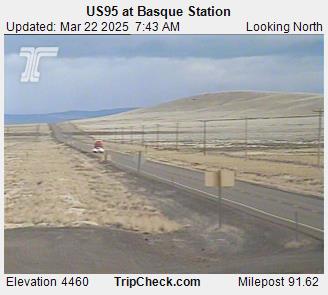 US95 at Basque Station
Updated: Mar 22 2025 7:43 AM Looking North
Elevation 4460 TripCheck.com Milepost 91.62